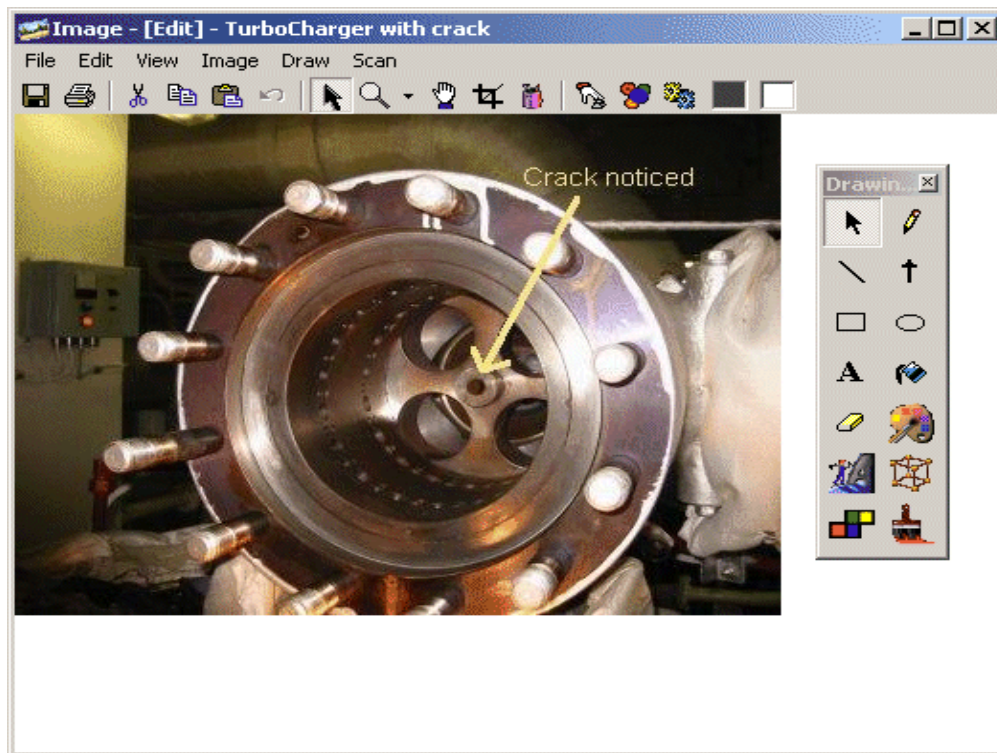 Image - [Edit] - TurboCharger with crack
File Edit View Image Draw Scan
Crack noticed
Drawin...
A
A